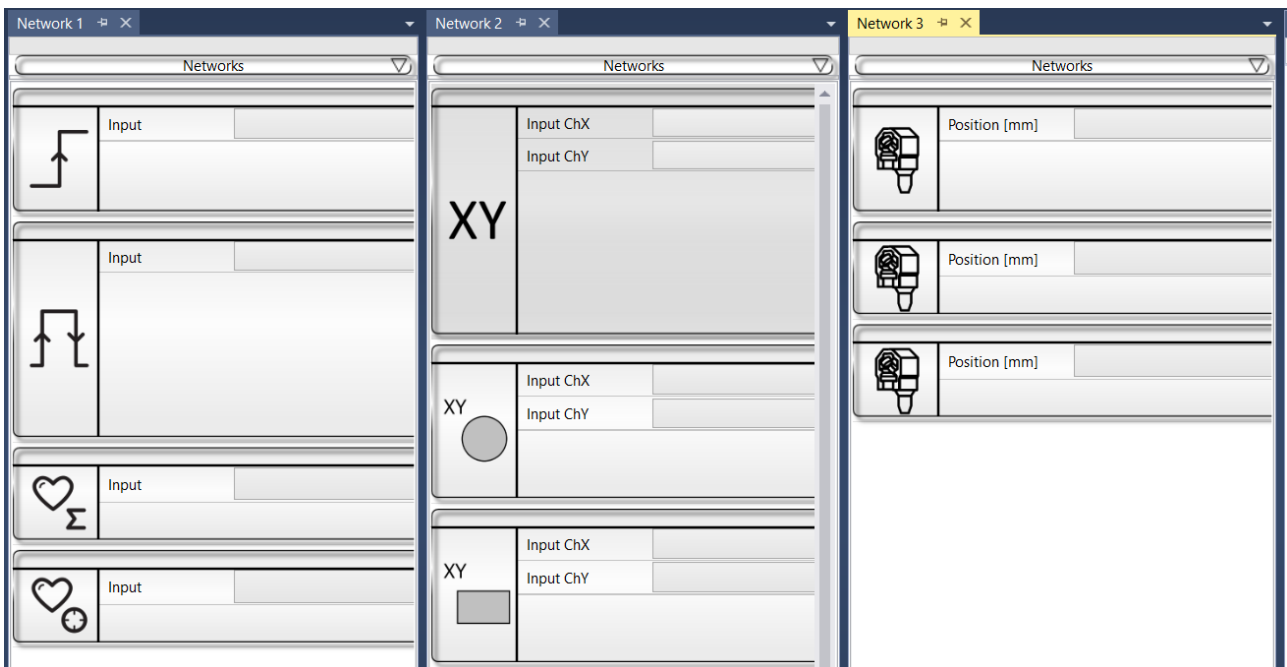 Network 1
Networks
Input
Input
Input
Σ
Input
Network 2
Networks
XY
Input ChX
Input ChY
XY
Input ChX
Input ChY
XY
Input ChX
Input ChY
Network 3
Networks
Position [mm]
Position [mm]
Position [mm]